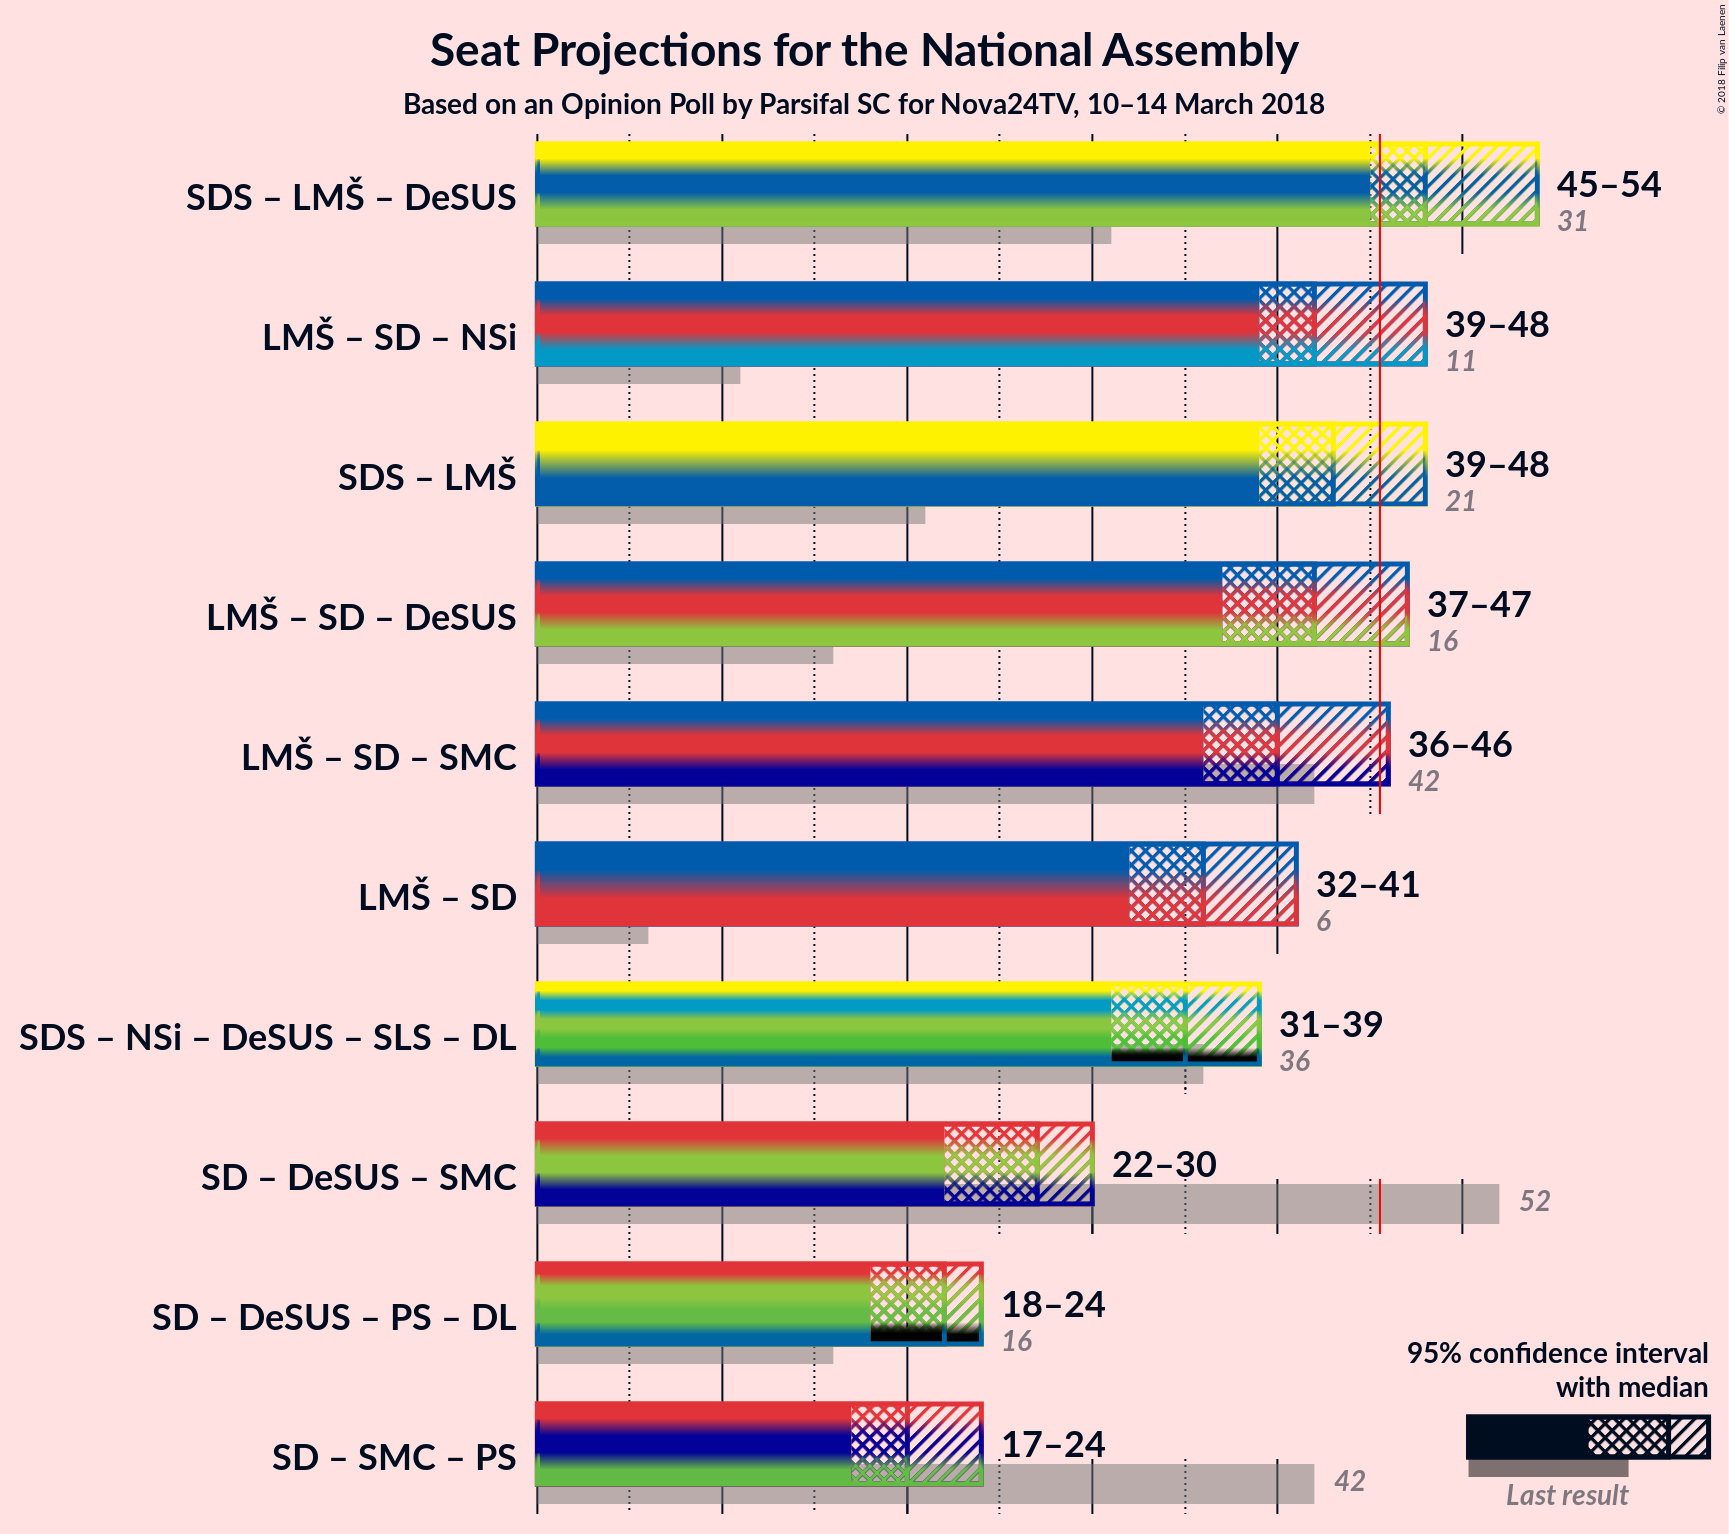 Seat Projections for the National Assembly
Based on an Opinion Poll by Parsifal SC for Nova24TV, 10–14 March 2018
© 2018 Filip van Laenen
SDS – LMŠ – DeSUS
45–54
31
LMŠ – SD – NSi
39–48
11
SDS – LMŠ
39–48
21
LMŠ – SD – DeSUS
37–47
16
LMŠ – SD – SMC
36–46
42
LMŠ – SD
32–41
6
SDS – NSi – DeSUS – SLS – DL
31–39
36
SD – DeSUS – SMC
22–30
52
SD – DeSUS – PS – DL
18–24
16
SD – SMC – PS
17–24
42
95% confidence interval
with median
Last result